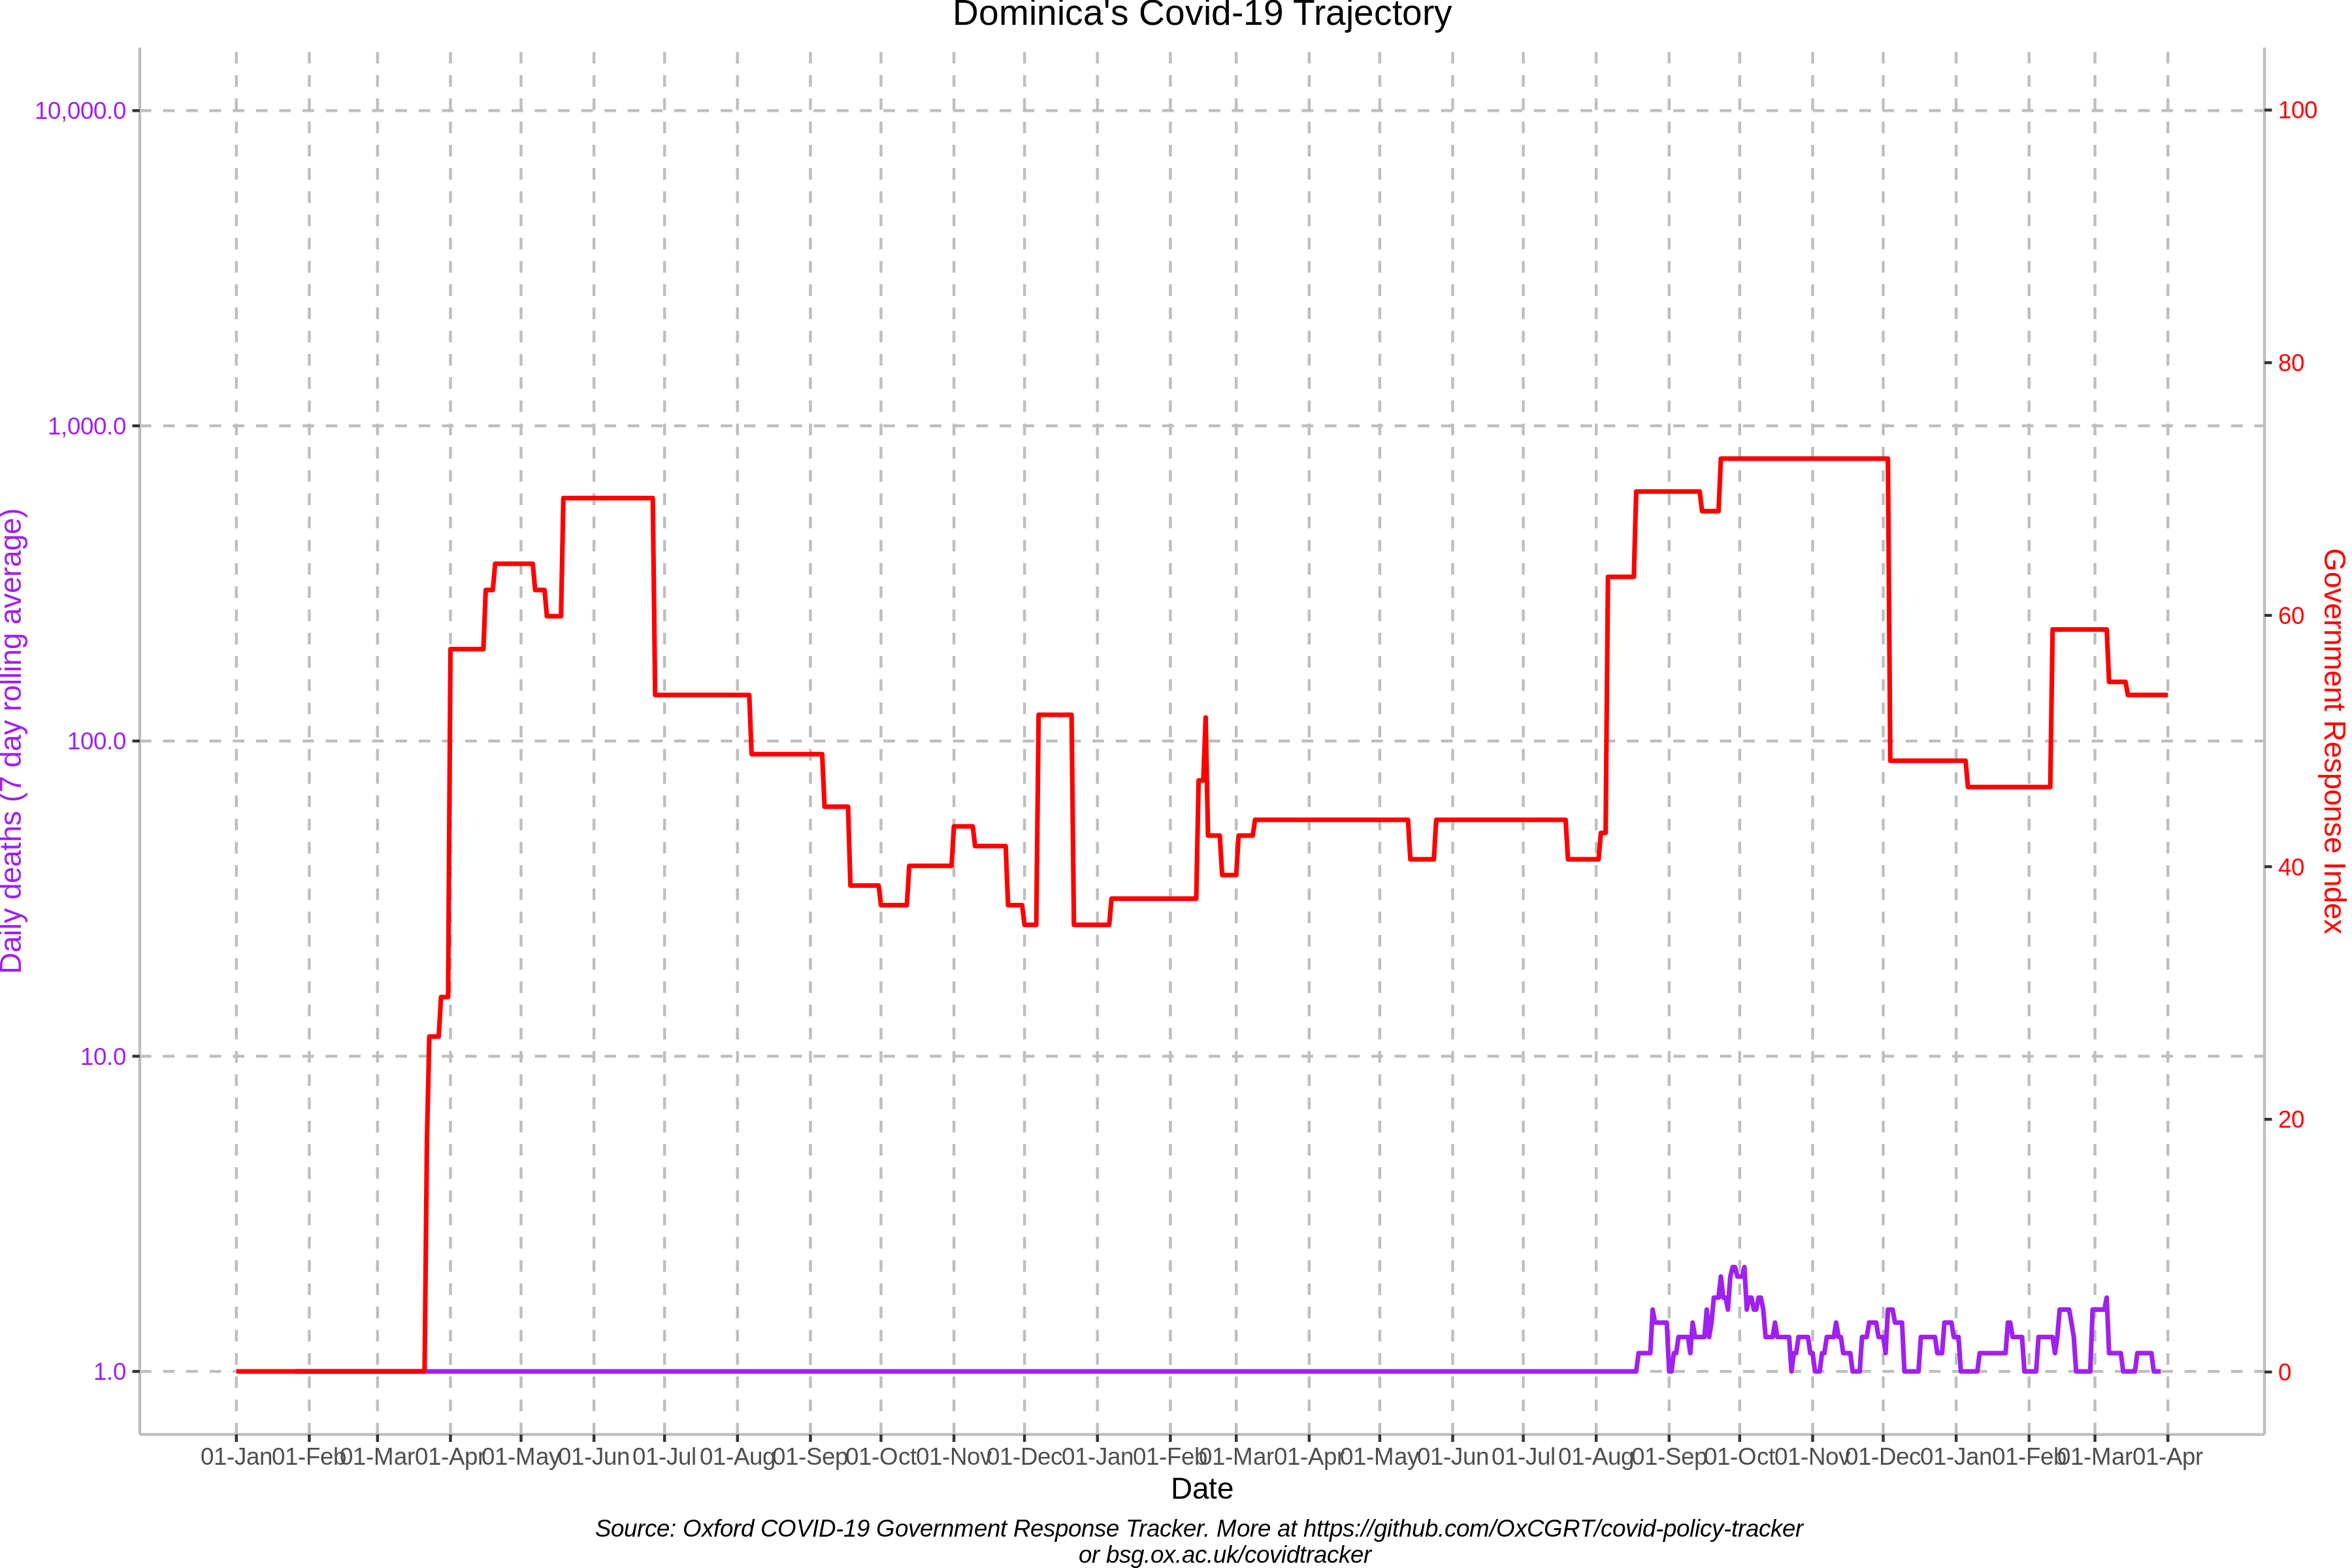 Dominica's Covid-19 Trajectory
10,000.0
1,000.0
100.0
10.0
1.0
Daily deaths (7 day rolling average)
100
80
60
40
20
0
Government Response Index
01-Jan 01-Feb 01-Mar 01-Apr 01-May 01-Jun 01-Jul 01-Aug 01-Sep 01-Oct 01-Nov 01-Dec 01-Jan 01-Feb 01-Mar 01-Apr 01-May 01-Jun 01-Jul 01-Aug 01-Sep 01-Oct 01-Nov 01-Dec 01-Jan 01-Feb 01-Mar 01-Apr
Date
Source: Oxford COVID-19 Government Response Tracker. More at https://github.com/OxCGRT/covid-policy-tracker
or bsg.ox.ac.uk/covidtracker